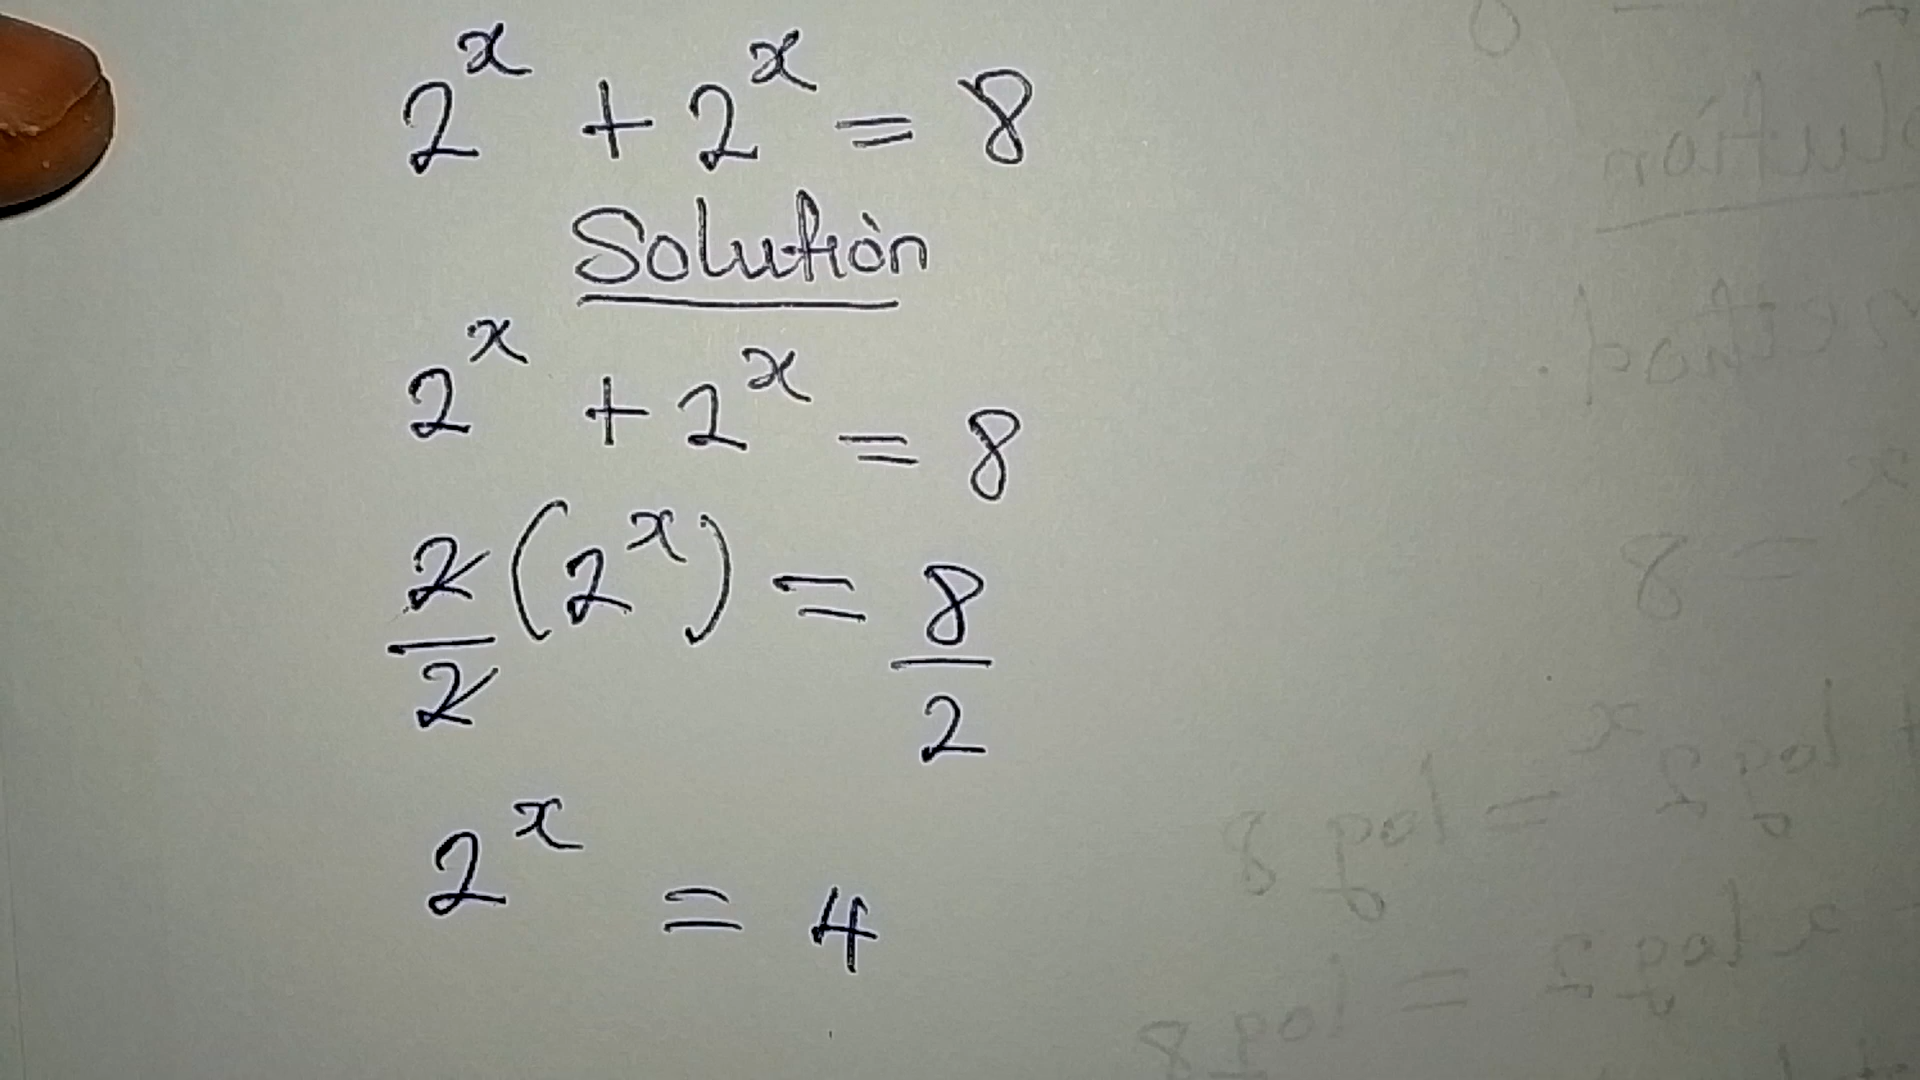 2^x + 2^x = 8
Solution
2^x + 2^x = 8
2/2 (2^x) = 8/2
2^x = 4